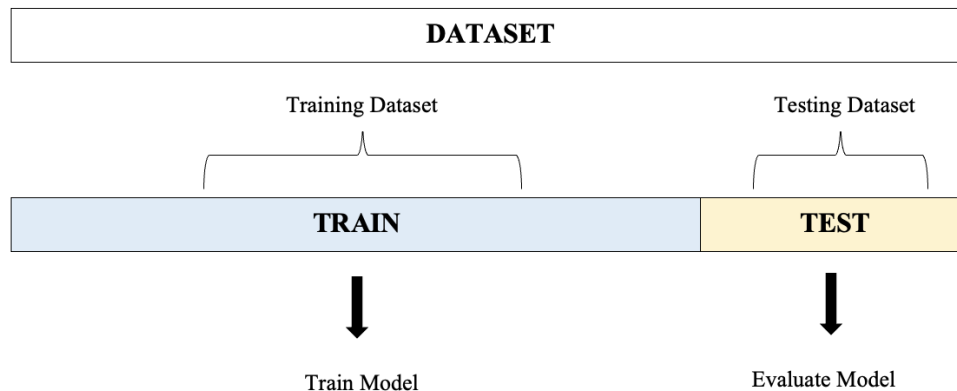 DATASET
Training Dataset
Testing Dataset
TRAIN
TEST
Train Model
Evaluate Model